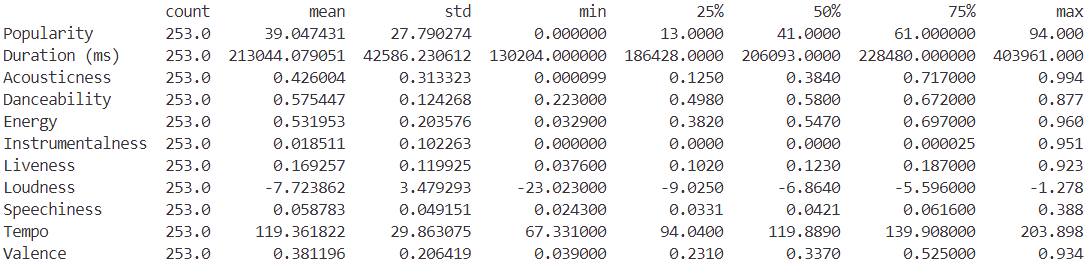 count mean std min 25% 50% 75% max
Popularity 253.0 39.047431 27.790274 0.000000 13.0000 41.0000 61.000000 94.000
Duration (ms) 253.0 213044.079051 42586.230612 130204.000000 186428.0000 206093.0000 228480.000000 403961.000
Acousticness 253.0 0.426004 0.313323 0.000099 0.1250 0.3840 0.717000 0.994
Danceability 253.0 0.575447 0.124268 0.223000 0.4980 0.5800 0.672000 0.877
Energy 253.0 0.531953 0.203576 0.032900 0.3820 0.5470 0.697000 0.960
Instrumentalness 253.0 0.018511 0.102263 0.000000 0.0000 0.0000 0.000025 0.951
Liveness 253.0 0.169257 0.119925 0.037600 0.1020 0.1230 0.187000 0.923
Loudness 253.0 -7.723862 3.479293 -23.023000 -9.0250 -6.8640 -5.596000 -1.278
Speechiness 253.0 0.058783 0.049151 0.024300 0.0331 0.0421 0.061600 0.388
Tempo 253.0 119.361822 29.863075 67.331000 94.0400 119.8890 139.908000 203.898
Valence 253.0 0.381196 0.206419 0.039000 0.2310 0.3370 0.525000 0.934